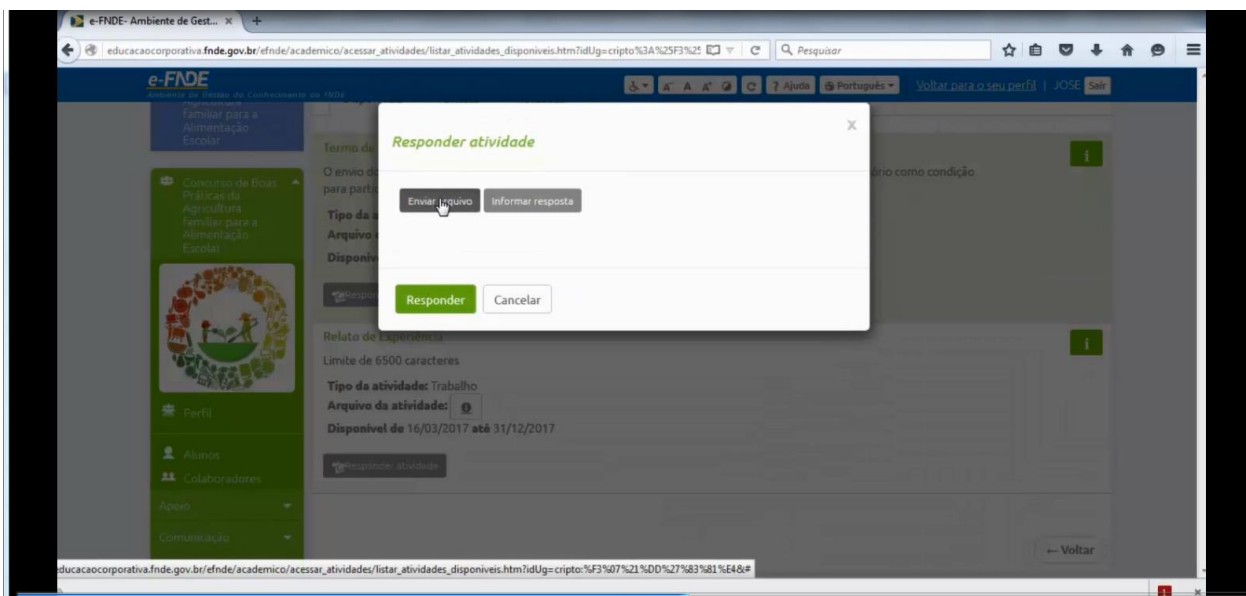 e-FNDE- Ambiente de Gest... × +
educacaocorporativa.fnde.gov.br/efnde/academico/acessar_atividades/listar_atividades_disponiveis.htm?idUg=cripto%3A%25F3%25 Pesquisar
e-FNDE A- A A+ ? Ajuda Português Voltar para o seu perfil | JOSE Sair
Ambiente de Gestão do Conhecimento do FNDE
Agricultura
familiar para a
Alimentação
Escolar
Concurso de Boas
Práticas da
Agricultura
familiar para a
Alimentação
Escolar
Perfil
Alunos
Colaboradores
Apoio
Comunicação
Responder atividade X
Enviar arquivo Informar resposta
Responder Cancelar
Termo de i
O envio do ório como condição
para partic
Tipo da a
Arquivo d
Disponíve
Respon
Relato de Experiência i
Limite de 6500 caracteres
Tipo da atividade: Trabalho
Arquivo da atividade:
Disponível de 16/03/2017 até 31/12/2017
Responder atividade
← Voltar
educacaocorporativa.fnde.gov.br/efnde/academico/acessar_atividades/listar_atividades_disponiveis.htm?idUg=cripto:%F3%07%21%DD%27%83%81%E4&#